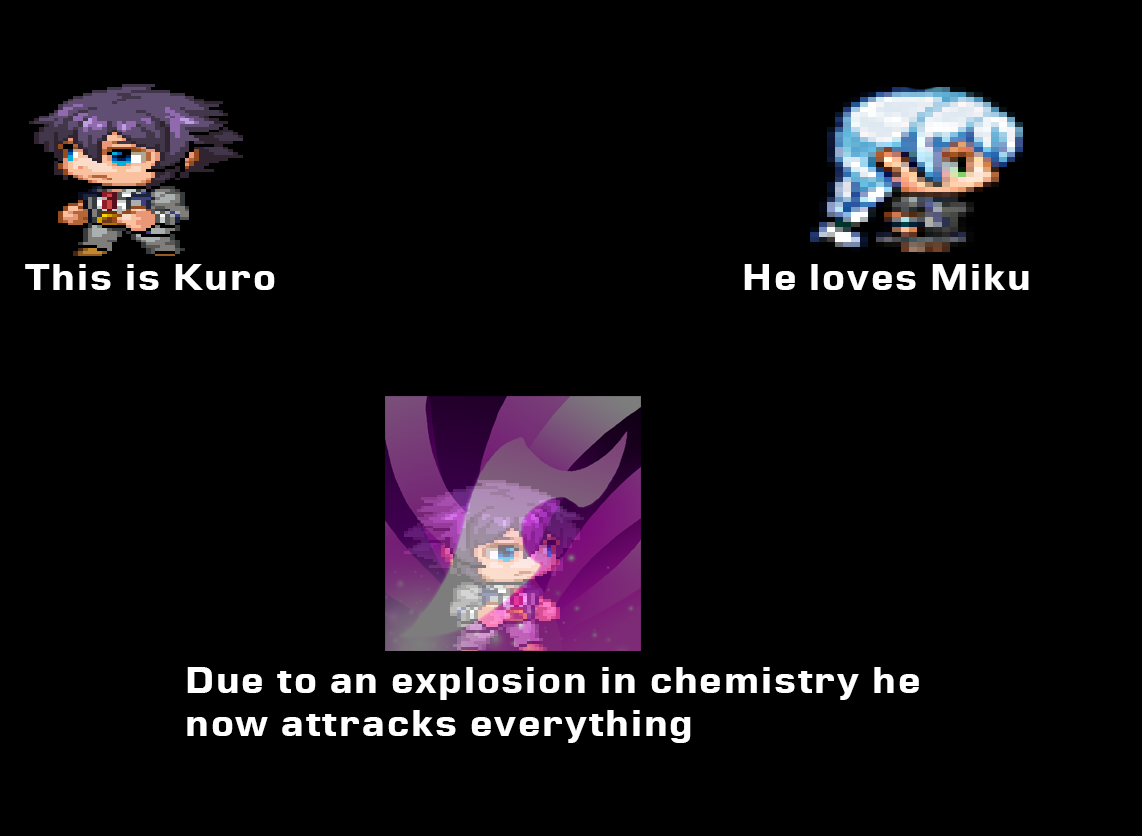 This is Kuro
He loves Miku
Due to an explosion in chemistry he
now attracks everything